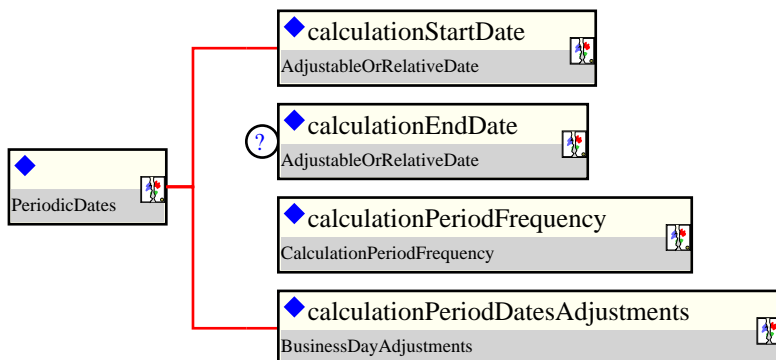 calculationStartDate
AdjustableOrRelativeDate
?
calculationEndDate
AdjustableOrRelativeDate
PeriodicDates
calculationPeriodFrequency
CalculationPeriodFrequency
calculationPeriodDatesAdjustments
BusinessDayAdjustments